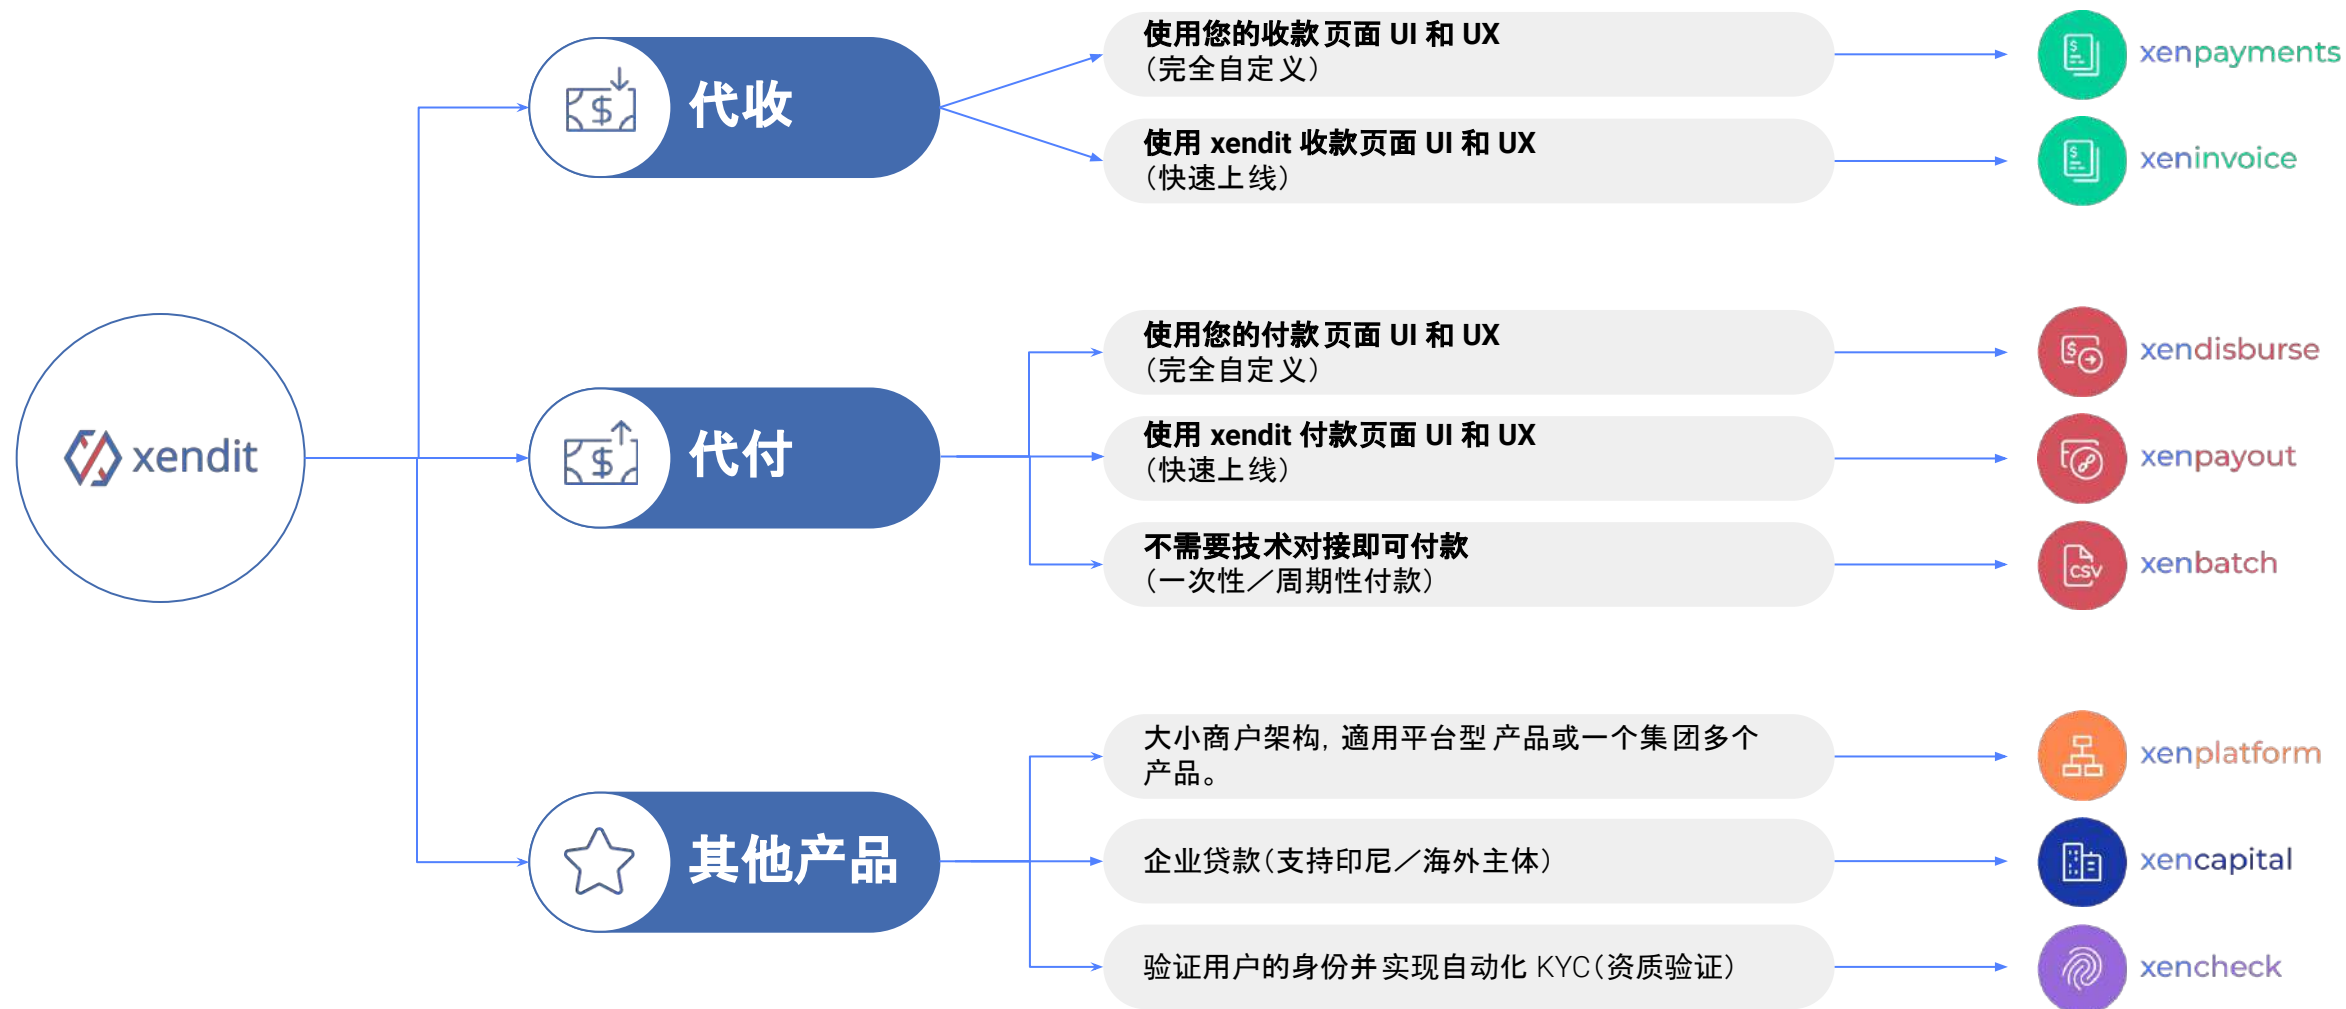 xendit
代收
使用您的收款页面 UI 和 UX
（完全自定义）
xenpayments
使用 xendit 收款页面 UI 和 UX
（快速上线）
xeninvoice
代付
使用您的付款页面 UI 和 UX
（完全自定义）
xendisburse
使用 xendit 付款页面 UI 和 UX
（快速上线）
xenpayout
不需要技术对接即可付款
（一次性／周期性付款）
xenbatch
CSV
其他产品
大小商户架构，適用平台型产品或一个集团多个
产品。
xenplatform
企业贷款（支持印尼／海外主体）
xencapital
验证用户的身份并实现自动化 KYC（资质验证）
xencheck